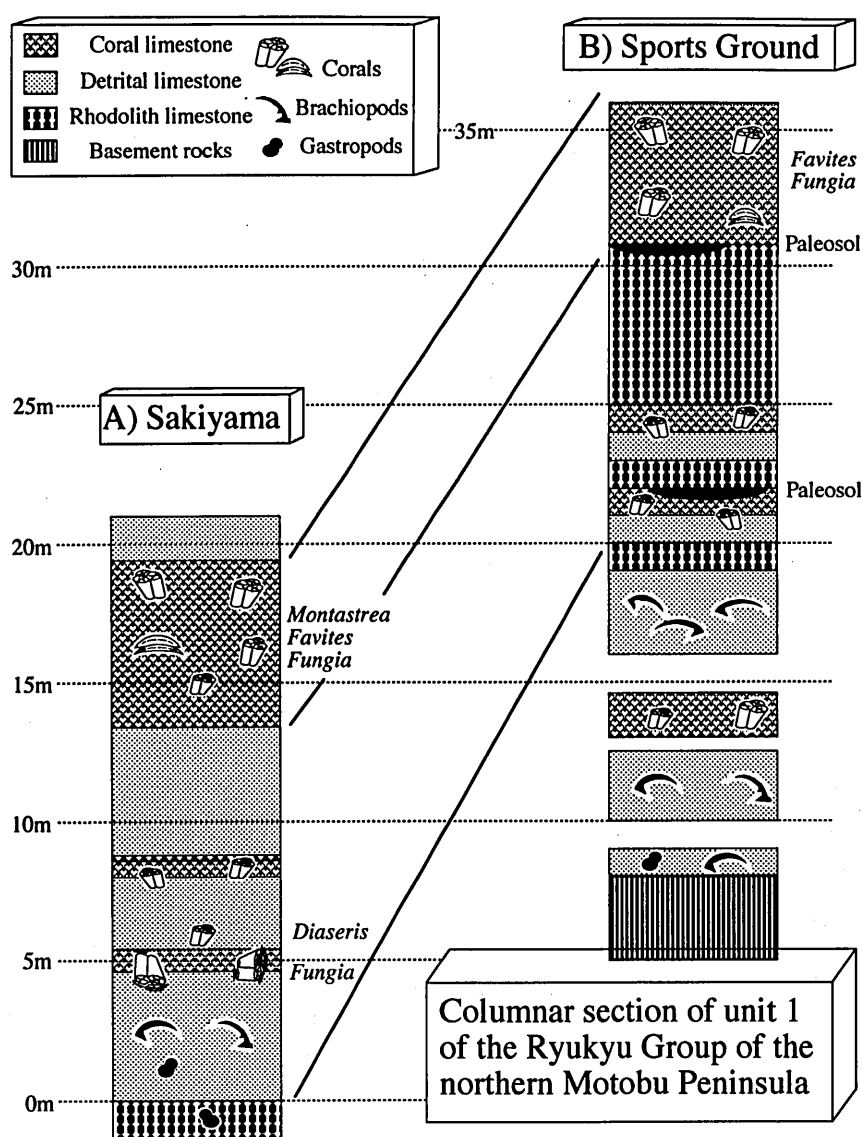 Coral limestone
Detrital limestone
Rhodolith limestone
Basement rocks
Corals
Brachiopods
Gastropods
B) Sports Ground
35m
Favites
Fungia
Paleosol
30m
25m
A) Sakiyama
Paleosol
20m
Montastrea
Favites
Fungia
15m
10m
Diaseris
5m
Fungia
Columnar section of unit 1
of the Ryukyu Group of the
northern Motobu Peninsula
0m